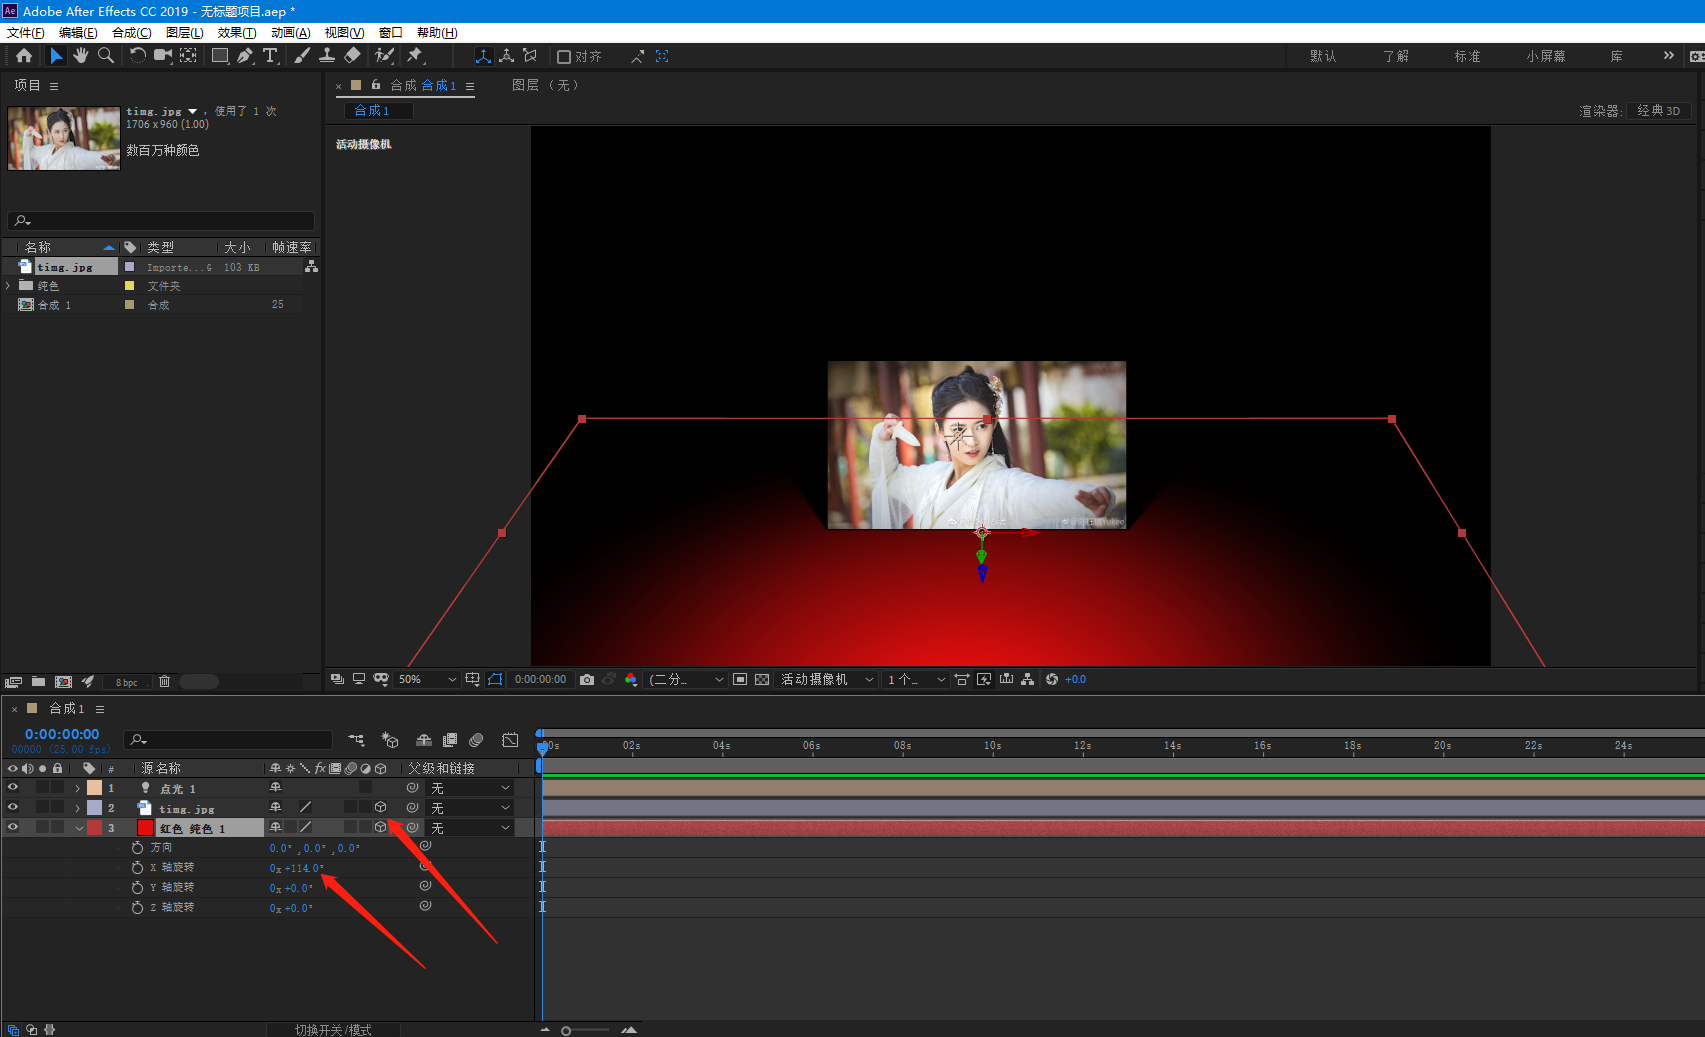 Ae Adobe After Effects CC 2019 - 无标题项目.aep *
文件(F) 编辑(E) 合成(C) 图层(L) 效果(T) 动画(A) 视图(V) 窗口 帮助(H)
对齐 默认 了解 标准 小屏幕 库
项目
timg.jpg ，使用了 1 次
1706 x 960 (1.00)
数百万种颜色
名称 类型 大小 帧速率
timg.jpg Importe...G 103 KB
纯色 文件夹
合成 1 合成 25
8 bpc
合成 合成1 图层 （无）
合成1
渲染器: 经典 3D
活动摄像机
50% 0:00:00:00 (二分... 活动摄像机 1 个... +0.0
合成1
0:00:00:00
00000 (25.00 fps)
00s 02s 04s 06s 08s 10s 12s 14s 16s 18s 20s 22s 24s
# 源名称 fx 父级和链接
1 点光 1 无
2 timg.jpg 无
3 红色 纯色 1 无
方向 0.0°,0.0°,0.0°
X 轴旋转 0x+114.0°
Y 轴旋转 0x+0.0°
Z 轴旋转 0x+0.0°
切换开关/模式